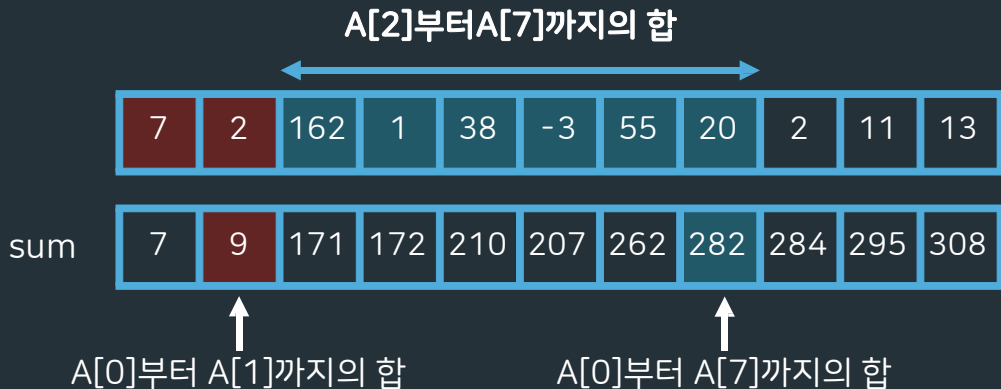 A[2]부터A[7]까지의 합
7 2 162 1 38 -3 55 20 2 11 13
sum 7 9 171 172 210 207 262 282 284 295 308
A[0]부터 A[1]까지의 합 A[0]부터 A[7]까지의 합